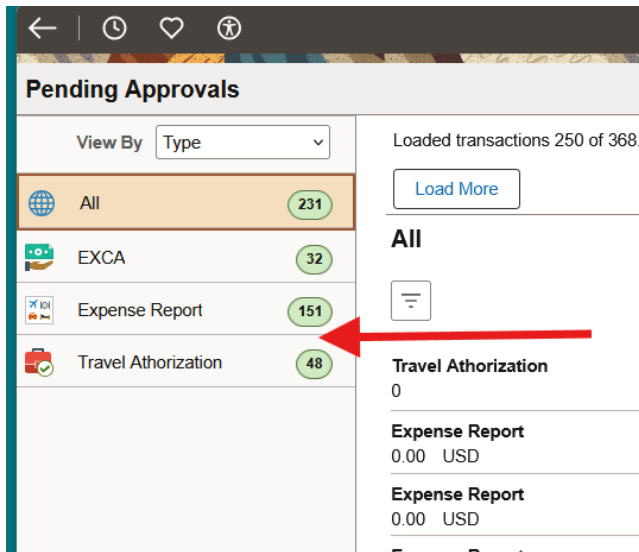 Pending Approvals
View By Type
All 231
EXCA 32
Expense Report 151
Travel Athorization 48
Loaded transactions 250 of 368.
Load More
All
Travel Athorization
0
Expense Report
0.00 USD
Expense Report
0.00 USD